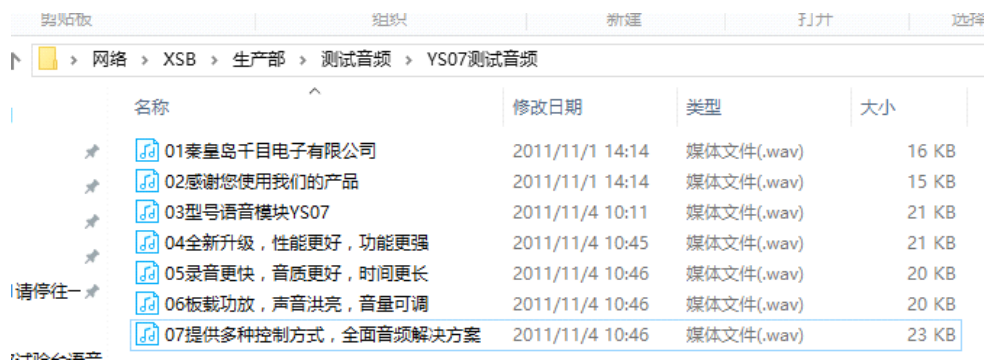 剪贴板 组织 新建 打开 选择
网络 › XSB › 生产部 › 测试音频 › YS07测试音频
名称 修改日期 类型 大小
01秦皇岛千目电子有限公司 2011/11/1 14:14 媒体文件(.wav) 16 KB
02感谢您使用我们的产品 2011/11/1 14:14 媒体文件(.wav) 15 KB
03型号语音模块YS07 2011/11/4 10:11 媒体文件(.wav) 21 KB
04全新升级，性能更好，功能更强 2011/11/4 10:45 媒体文件(.wav) 21 KB
05录音更快，音质更好，时间更长 2011/11/4 10:46 媒体文件(.wav) 20 KB
请停往一
06板载功放，声音洪亮，音量可调 2011/11/4 10:46 媒体文件(.wav) 20 KB
07提供多种控制方式，全面音频解决方案 2011/11/4 10:46 媒体文件(.wav) 23 KB
试验台语音